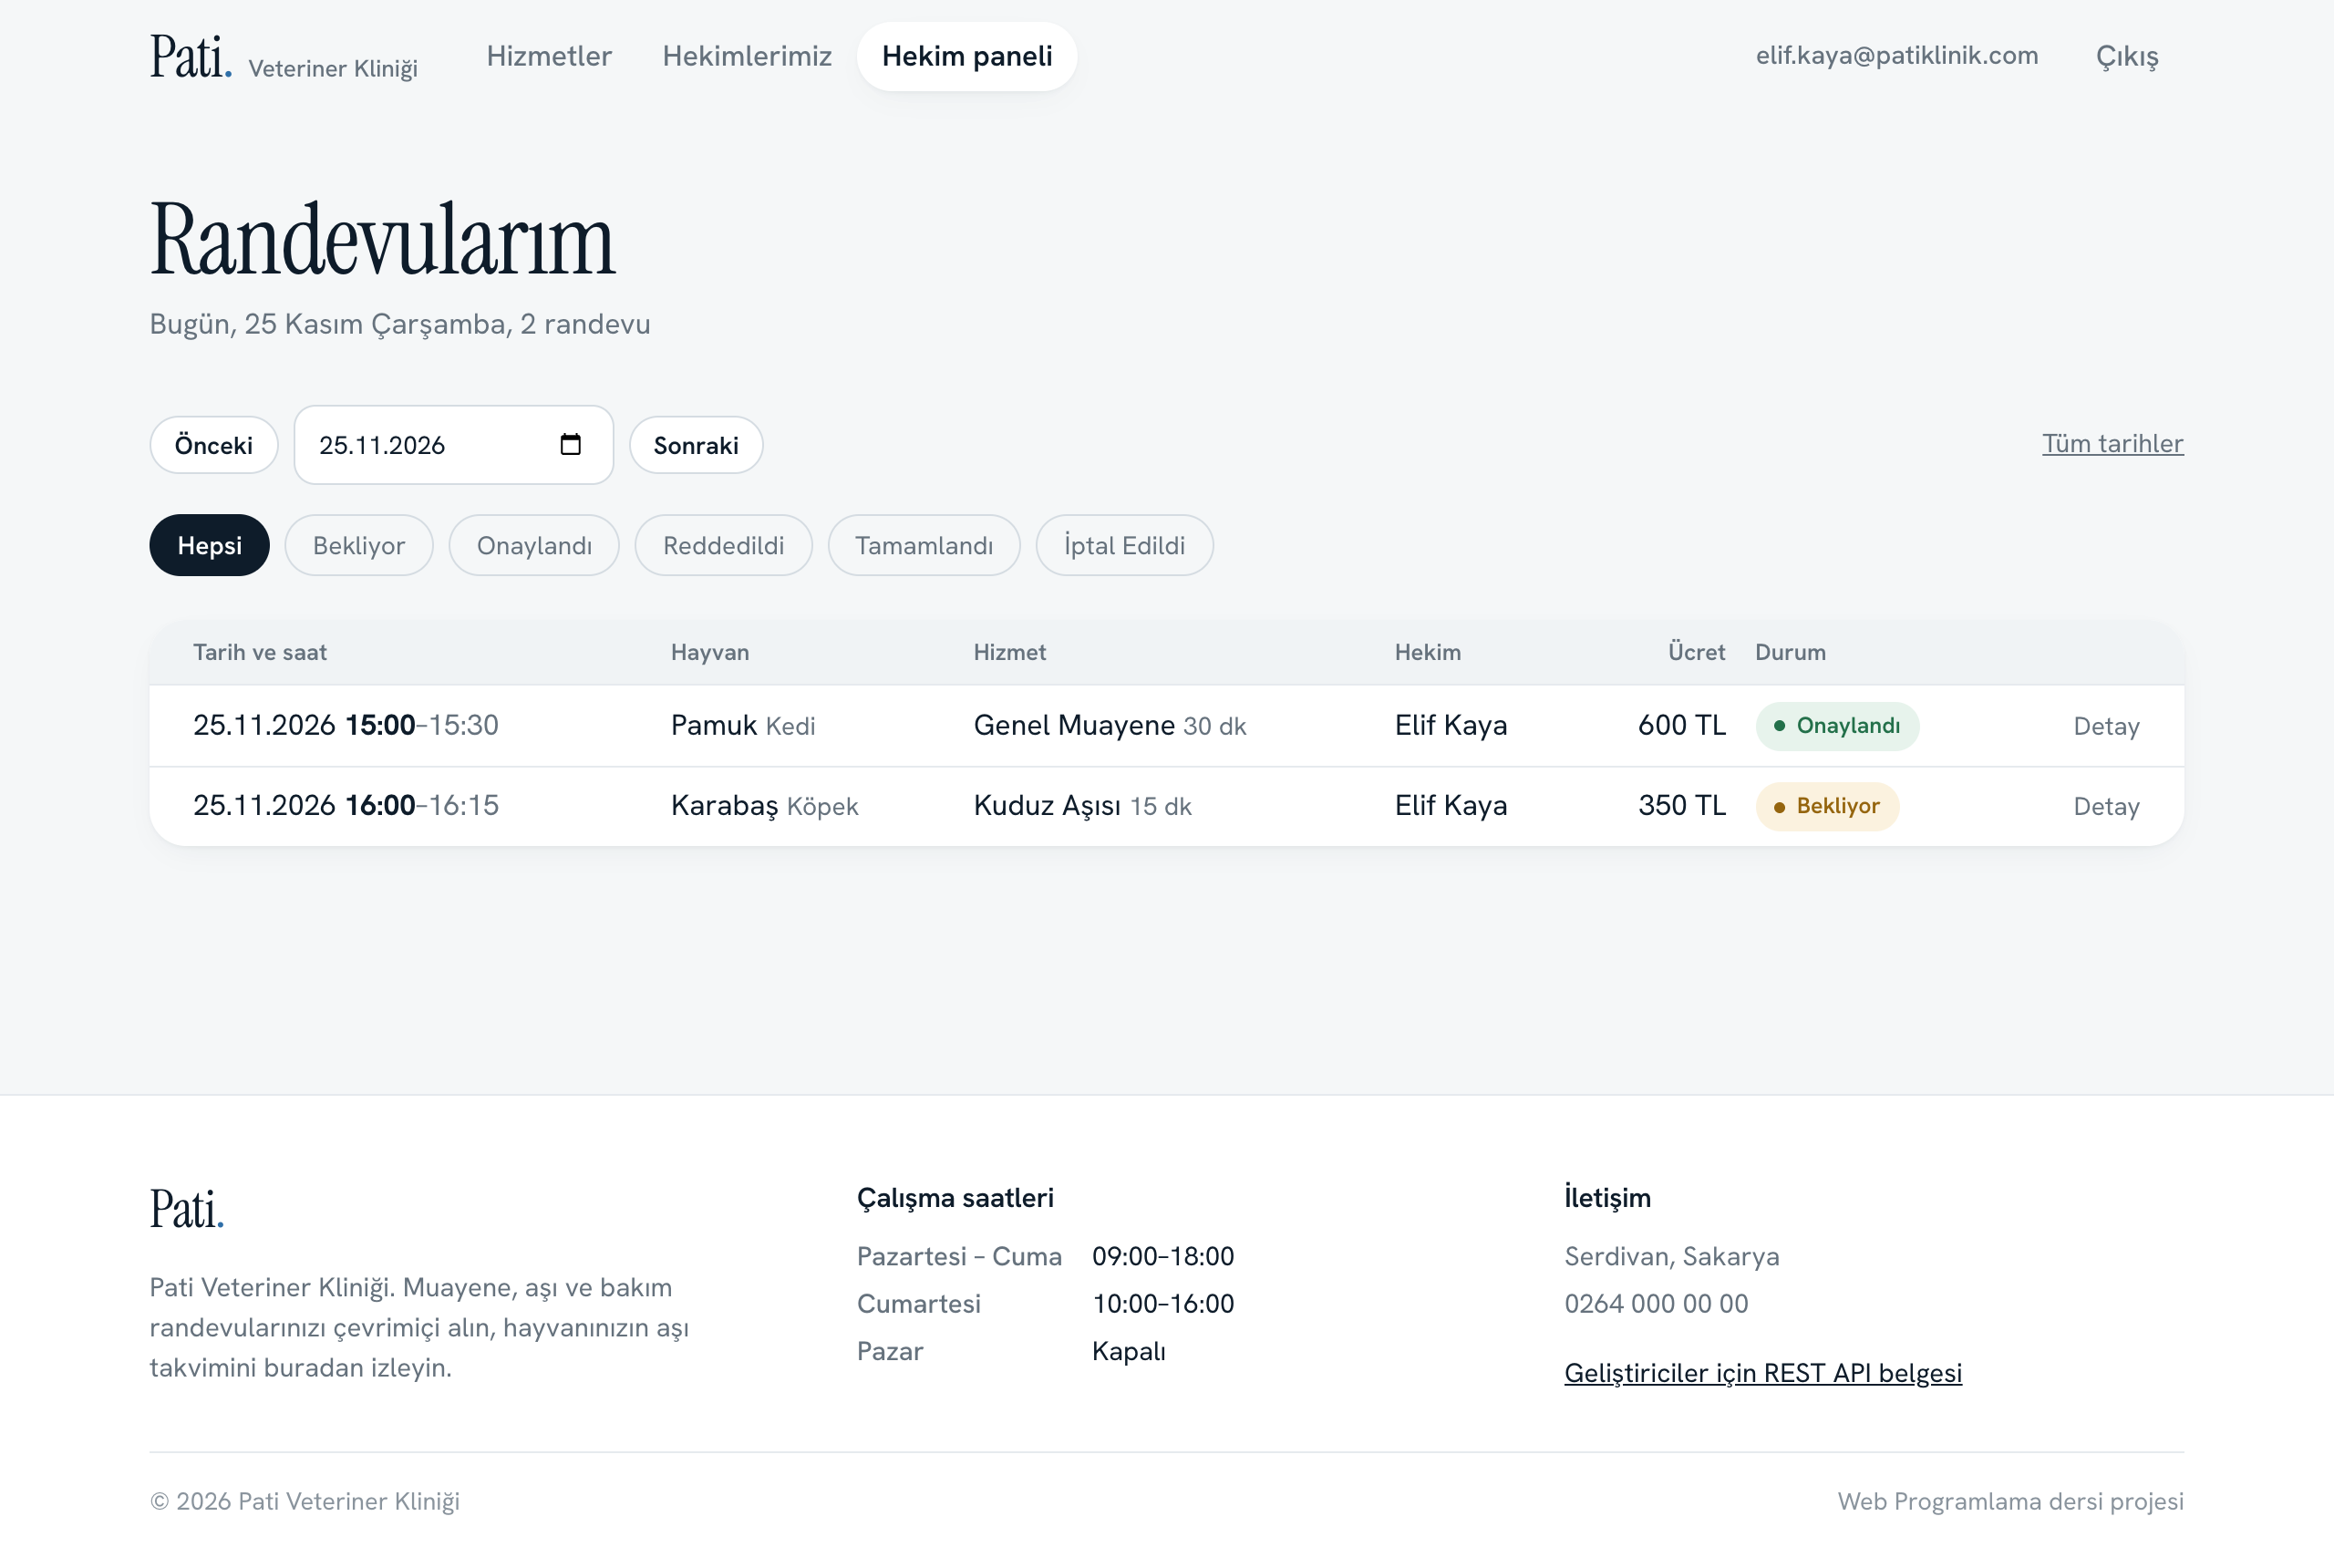 Pati. Veteriner Kliniği Hizmetler Hekimlerimiz Hekim paneli elif.kaya@patiklinik.com Çıkış
Randevularım
Bugün, 25 Kasım Çarşamba, 2 randevu
Önceki 25.11.2026 Sonraki Tüm tarihler
Hepsi Bekliyor Onaylandı Reddedildi Tamamlandı İptal Edildi
Tarih ve saat Hayvan Hizmet Hekim Ücret Durum
25.11.2026 15:00–15:30 Pamuk Kedi Genel Muayene 30 dk Elif Kaya 600 TL Onaylandı Detay
25.11.2026 16:00–16:15 Karabaş Köpek Kuduz Aşısı 15 dk Elif Kaya 350 TL Bekliyor Detay
Pati.
Pati Veteriner Kliniği. Muayene, aşı ve bakım
randevularınızı çevrimiçi alın, hayvanınızın aşı
takvimini buradan izleyin.
Çalışma saatleri
Pazartesi – Cuma 09:00–18:00
Cumartesi 10:00–16:00
Pazar Kapalı
İletişim
Serdivan, Sakarya
0264 000 00 00
Geliştiriciler için REST API belgesi
© 2026 Pati Veteriner Kliniği Web Programlama dersi projesi